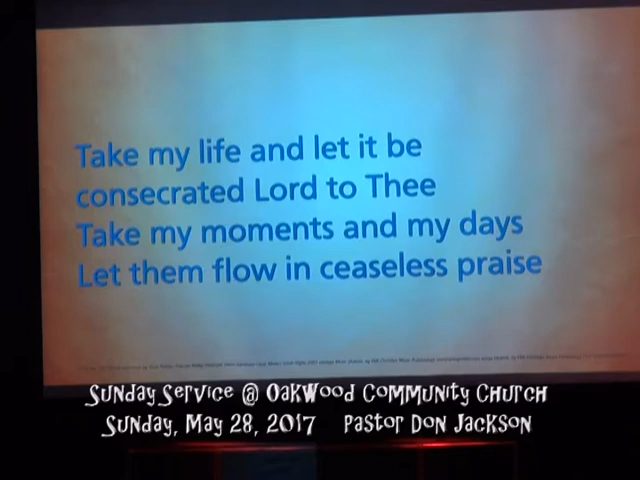 Take my life and let it be
consecrated Lord to Thee
Take my moments and my days
Let them flow in ceaseless praise
Sunday Service @ Oakwood Community Church
Sunday, May 28, 2017 Pastor Don Jackson